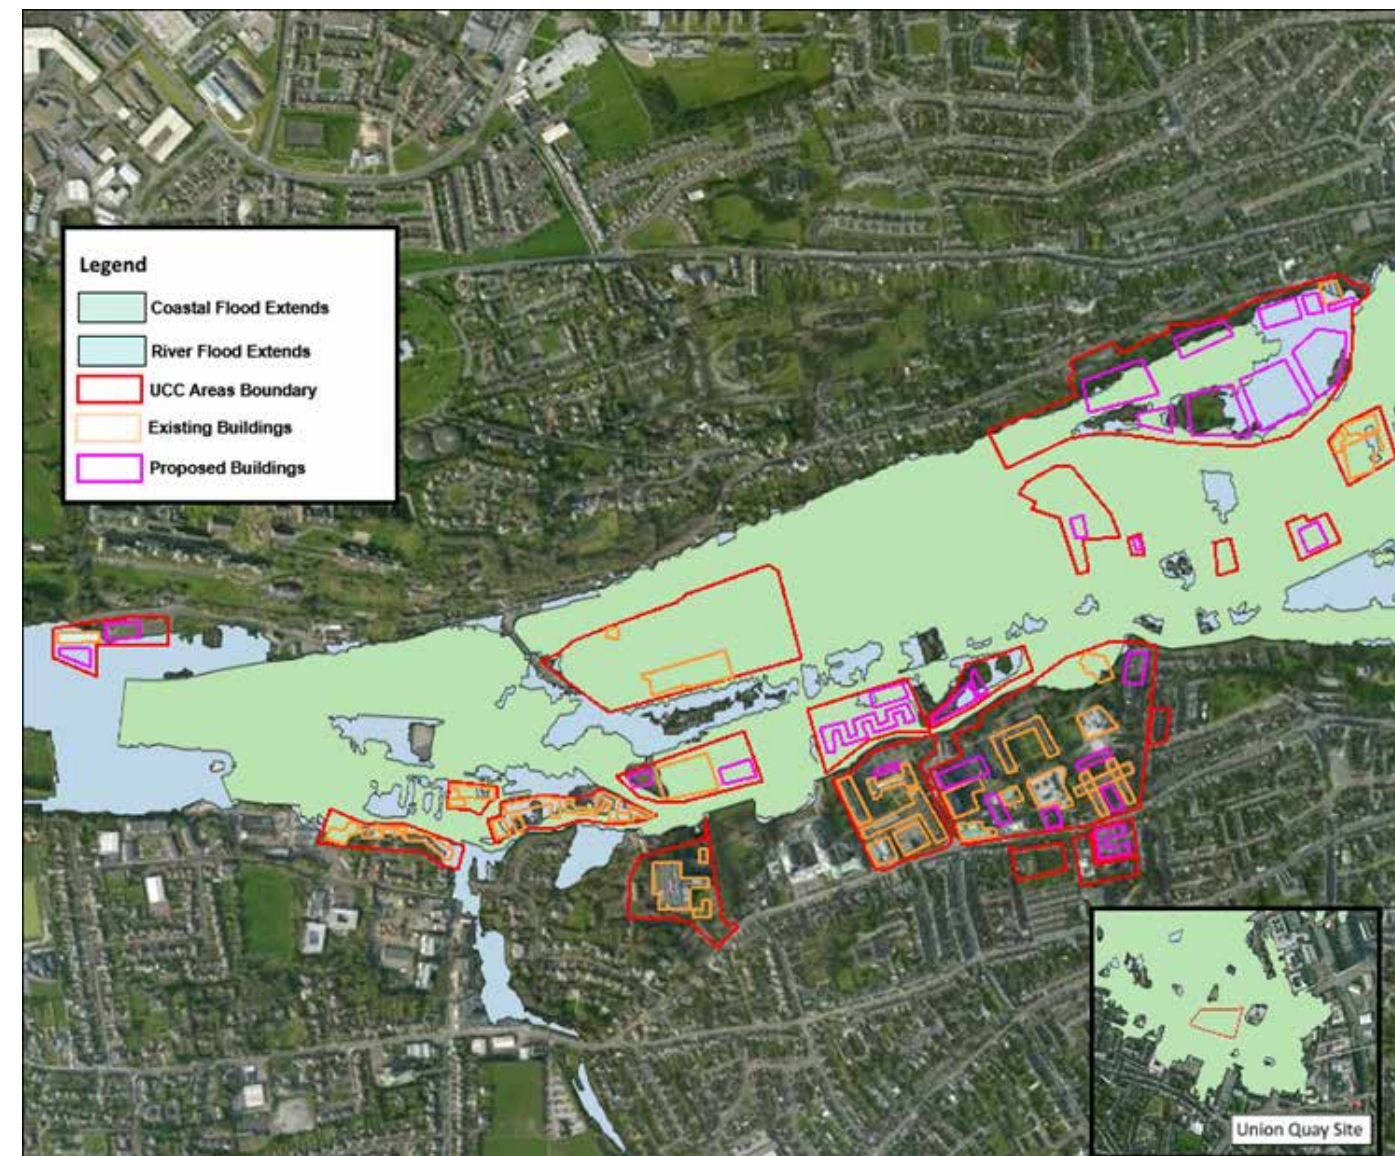 Legend
Coastal Flood Extends
River Flood Extends
UCC Areas Boundary
Existing Buildings
Proposed Buildings
Union Quay Site